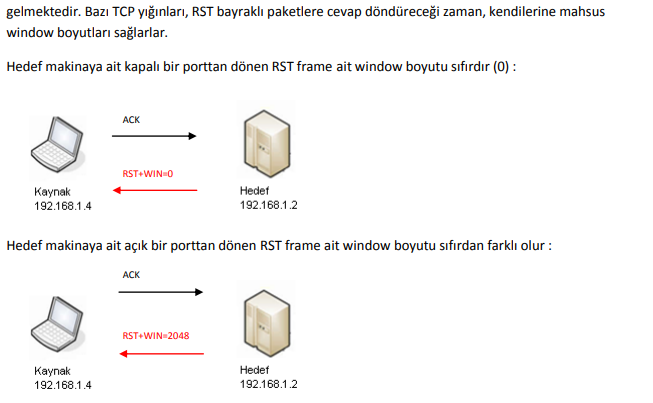 gelmektedir. Bazı TCP yığınları, RST bayraklı paketlere cevap döndüreceği zaman, kendilerine mahsus
window boyutları sağlarlar.
Hedef makinaya ait kapalı bir porttan dönen RST frame ait window boyutu sıfırdır (0) :
ACK
RST+WIN=0
Kaynak
192.168.1.4
Hedef
192.168.1.2
Hedef makinaya ait açık bir porttan dönen RST frame ait window boyutu sıfırdan farklı olur :
ACK
RST+WIN=2048
Kaynak
192.168.1.4
Hedef
192.168.1.2